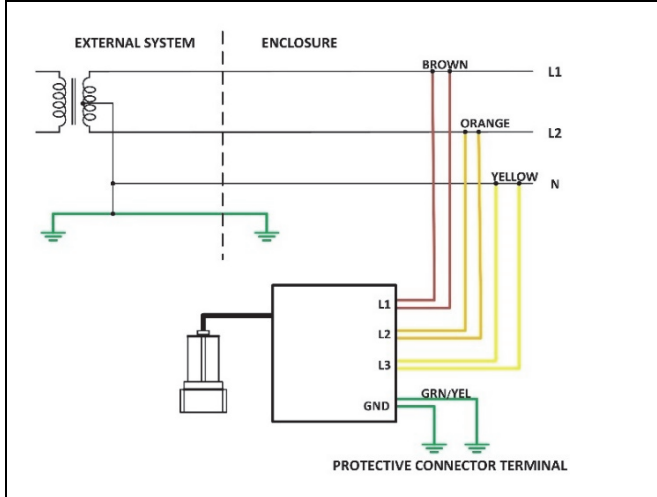 EXTERNAL SYSTEM
ENCLOSURE
BROWN
L1
ORANGE
L2
YELLOW
N
L1
L2
L3
GRN/YEL
GND
PROTECTIVE CONNECTOR TERMINAL